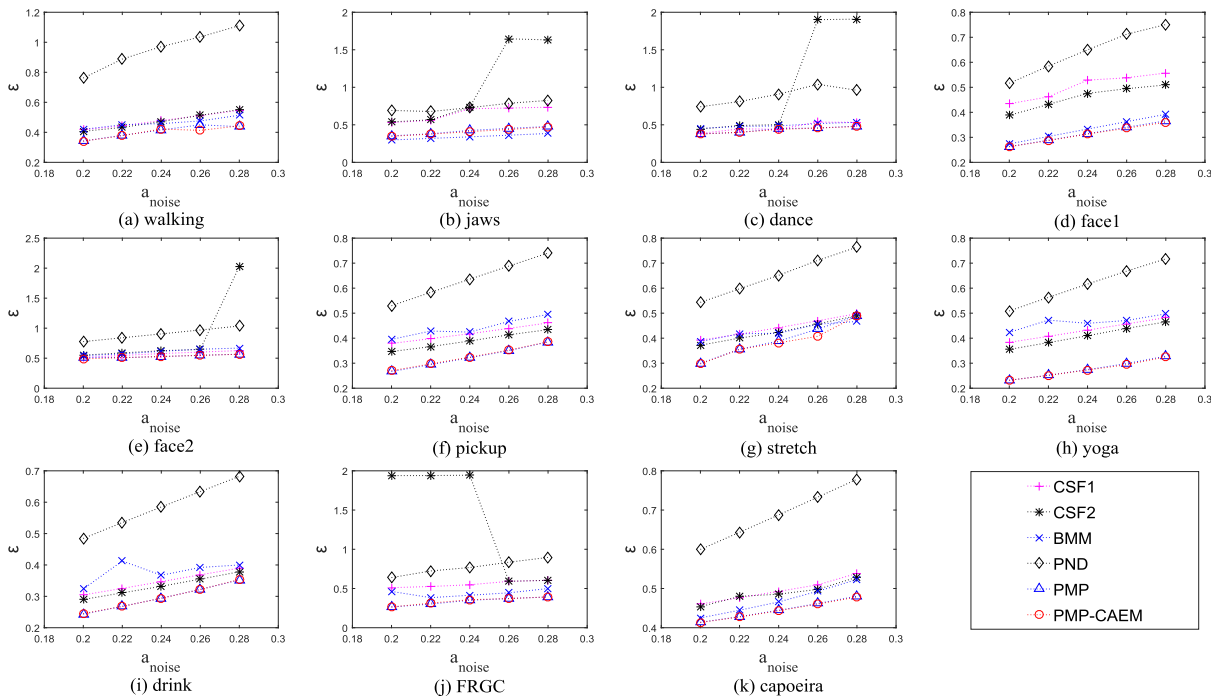 1.2
1
0.8
0.6
0.4
0.2
ω
0.18 0.2 0.22 0.24 0.26 0.28 0.3
a noise
(a) walking
2
1.5
1
0.5
0
ω
0.18 0.2 0.22 0.24 0.26 0.28 0.3
a noise
(b) jaws
2
1.5
1
0.5
0
ω
0.18 0.2 0.22 0.24 0.26 0.28 0.3
a noise
(c) dance
0.8
0.7
0.6
0.5
0.4
0.3
0.2
ω
0.18 0.2 0.22 0.24 0.26 0.28 0.3
a noise
(d) face1
2.5
2
1.5
1
0.5
0
ω
0.18 0.2 0.22 0.24 0.26 0.28 0.3
a noise
(e) face2
0.8
0.7
0.6
0.5
0.4
0.3
0.2
ω
0.18 0.2 0.22 0.24 0.26 0.28 0.3
a noise
(f) pickup
0.8
0.7
0.6
0.5
0.4
0.3
0.2
ω
0.18 0.2 0.22 0.24 0.26 0.28 0.3
a noise
(g) stretch
0.8
0.7
0.6
0.5
0.4
0.3
0.2
ω
0.18 0.2 0.22 0.24 0.26 0.28 0.3
a noise
(h) yoga
0.7
0.6
0.5
0.4
0.3
0.2
ω
0.18 0.2 0.22 0.24 0.26 0.28 0.3
a noise
(i) drink
2
1.5
1
0.5
0
ω
0.18 0.2 0.22 0.24 0.26 0.28 0.3
a noise
(j) FRGC
0.8
0.7
0.6
0.5
0.4
ω
0.18 0.2 0.22 0.24 0.26 0.28 0.3
a noise
(k) capoeira
CSF1
CSF2
BMM
PND
PMP
PMP-CAEM